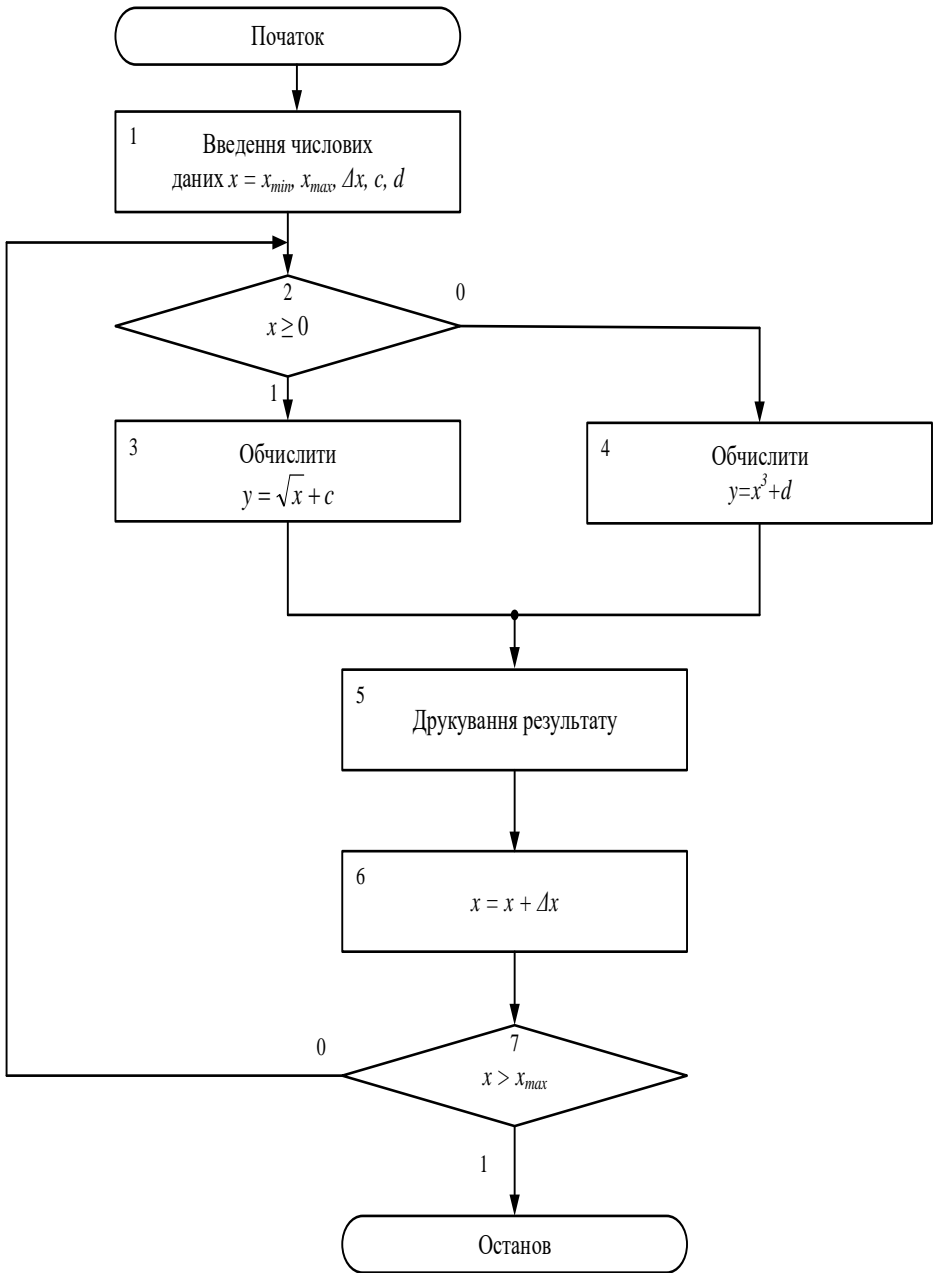 Початок
1
Введення числових
даних x = xmin, xmax, Δx, c, d
2
0
x ≥ 0
1
3
Обчислити
y = √x + c
4
Обчислити
y=x³+d
5
Друкування результату
6
x = x + Δx
7
0
x > xmax
1
Останов